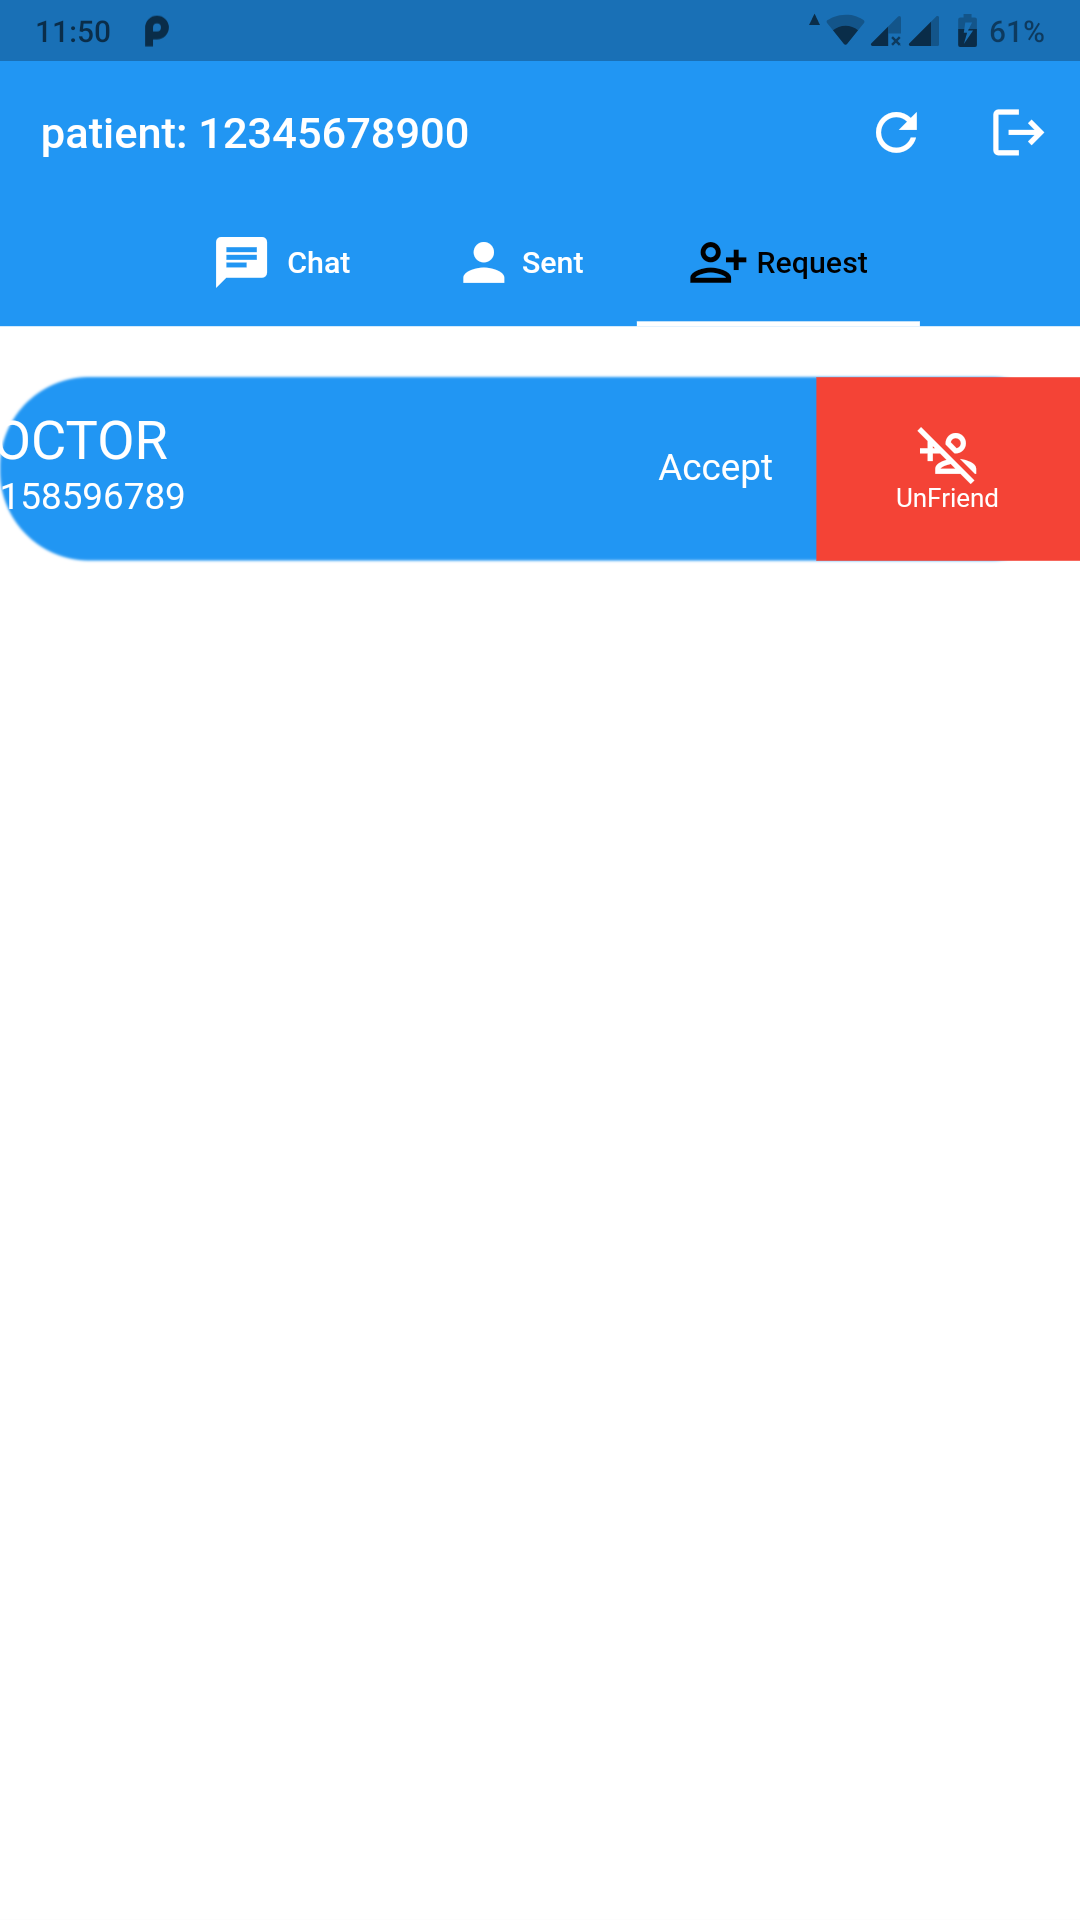 11:50 61%
patient: 12345678900
Chat Sent Request
OCTOR
158596789
Accept
UnFriend